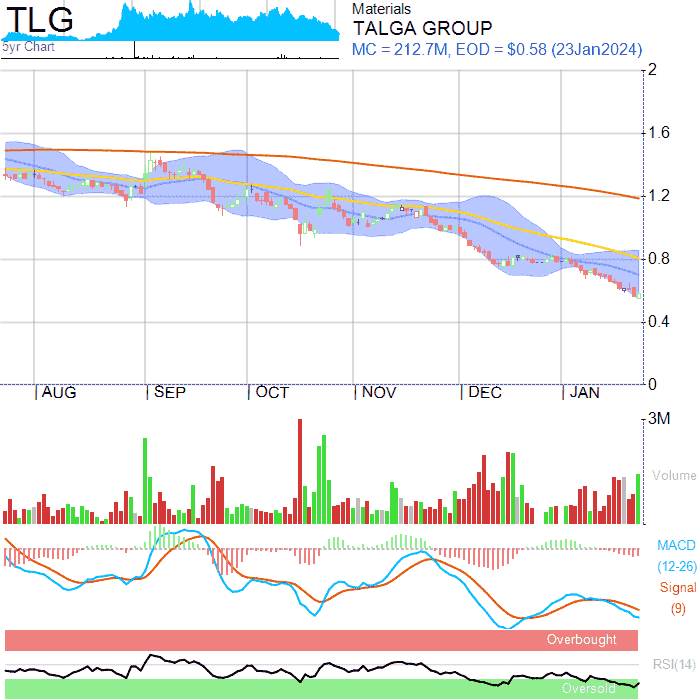 TLG
5yr Chart
Materials
TALGA GROUP
MC = 212.7M, EOD = $0.58 (23Jan2024)
2
1.6
1.2
0.8
0.4
0
AUG SEP OCT NOV DEC JAN
3M
Volume
MACD
(12-26)
Signal
(9)
Overbought
RSI(14)
Oversold